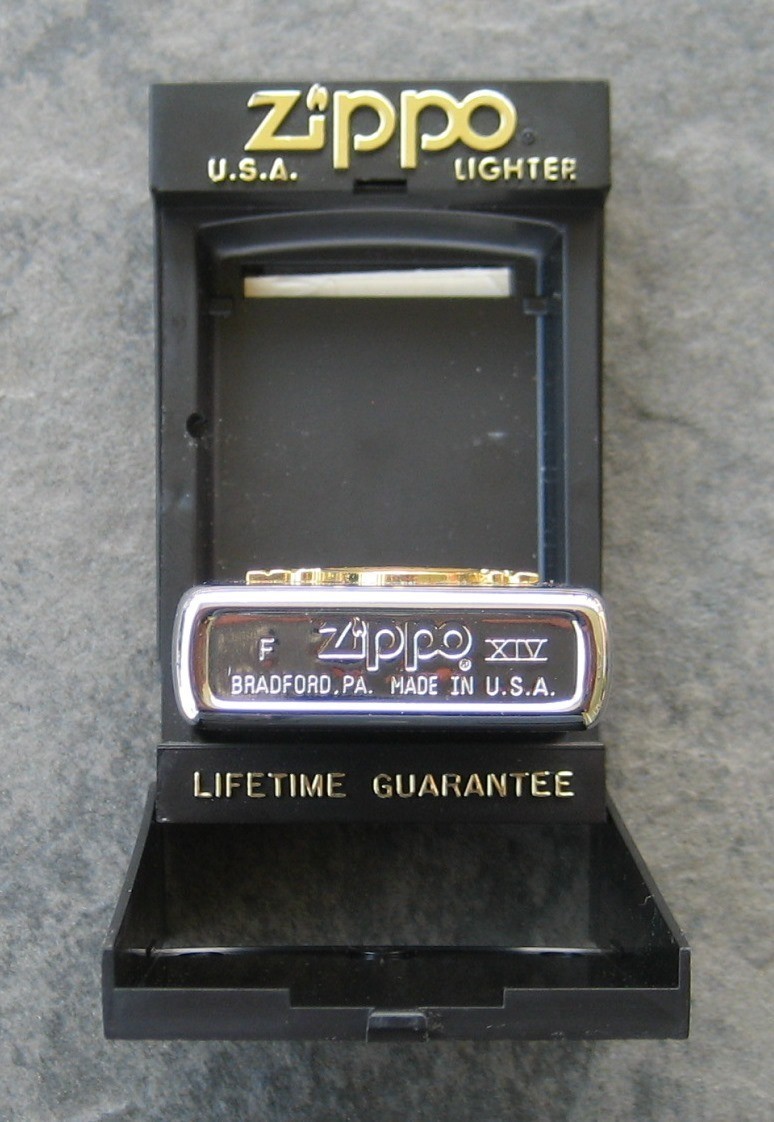 Zippo®
U.S.A. LIGHTER
F Zippo® XIV
BRADFORD,PA. MADE IN U.S.A.
LIFETIME GUARANTEE